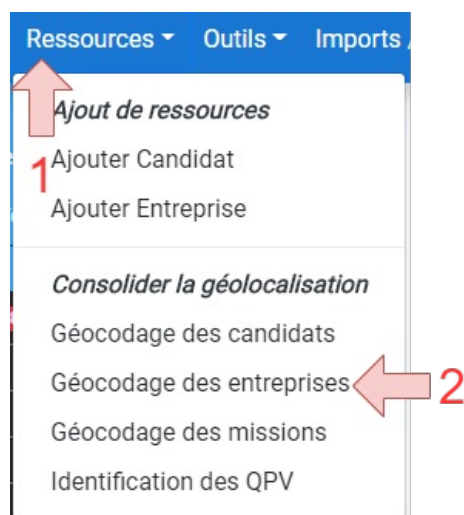 Ressources Outils Imports
Ajout de ressources
1
Ajouter Candidat
Ajouter Entreprise
Consolider la géolocalisation
Géocodage des candidats
Géocodage des entreprises 2
Géocodage des missions
Identification des QPV